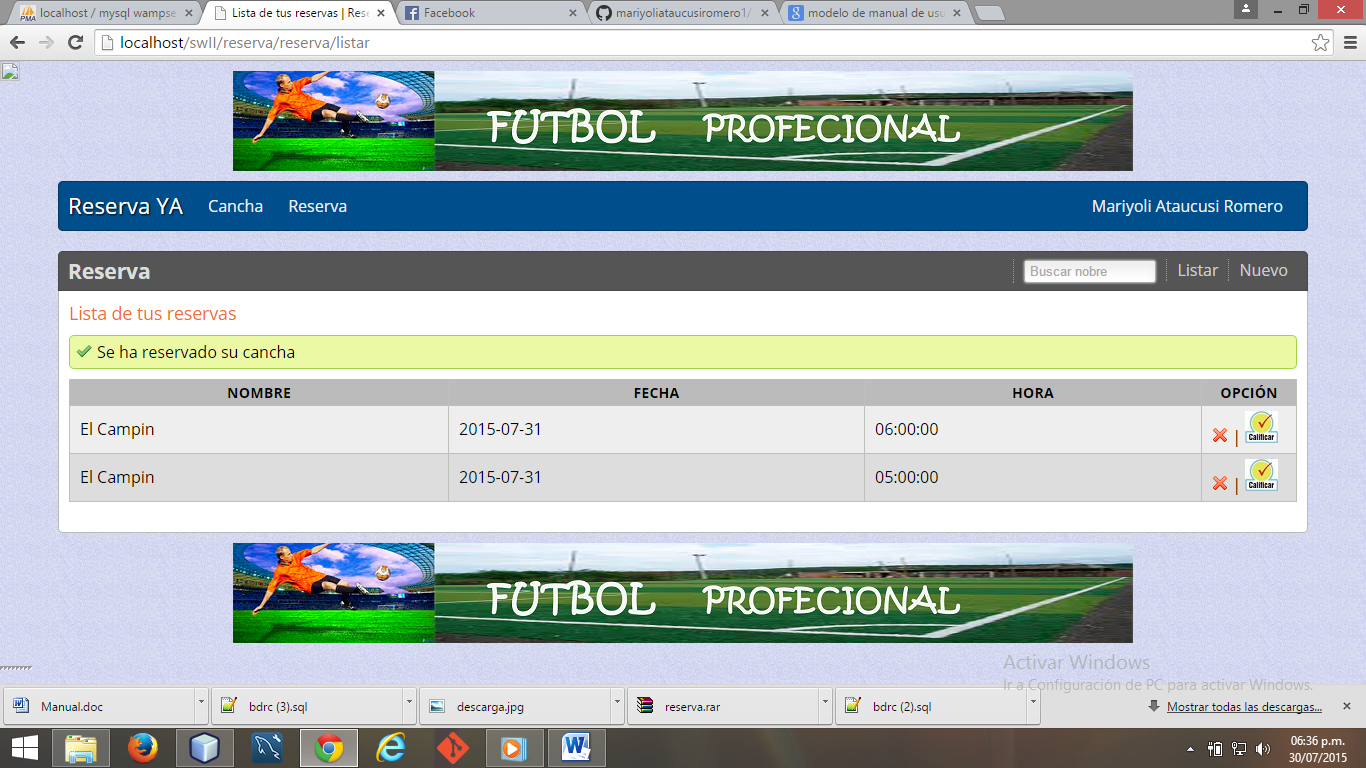 localhost / mysql wampse
Lista de tus reservas | Res
Facebook
mariyoliataucusiromero1/
modelo de manual de usu
localhost/swll/reserva/reserva/listar
FUTBOL PROFECIONAL
Reserva YA Cancha Reserva Mariyoli Ataucusi Romero
Reserva Buscar nobre Listar Nuevo
Lista de tus reservas
Se ha reservado su cancha
NOMBRE FECHA HORA OPCIÓN
El Campin 2015-07-31 06:00:00 | Calificar
El Campin 2015-07-31 05:00:00 | Calificar
FUTBOL PROFECIONAL
Activar Windows
Ir a Configuración de PC para activar Windows.
Manual.doc bdrc (3).sql descarga.jpg reserva.rar bdrc (2).sql Mostrar todas las descargas...
06:36 p.m.
30/07/2015